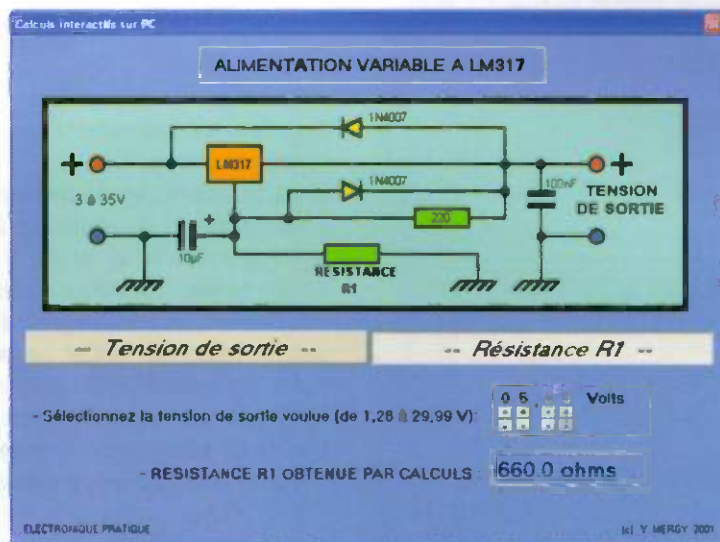 Calculs interactifs sur PC
ALIMENTATION VARIABLE A LM317
1N4007
LM317
1N4007
100nF
3 à 35V
TENSION
DE SORTIE
220
10µF
RESISTANCE
R1
-- Tension de sortie --
-- Résistance R1 --
- Sélectionnez la tension de sortie voulue (de 1,26 à 29,99 V):
05,
Volts
- RESISTANCE R1 OBTENUE PAR CALCULS :
660.0 ohms
ELECTRONIQUE PRATIQUE
(c) Y MERGY 2001